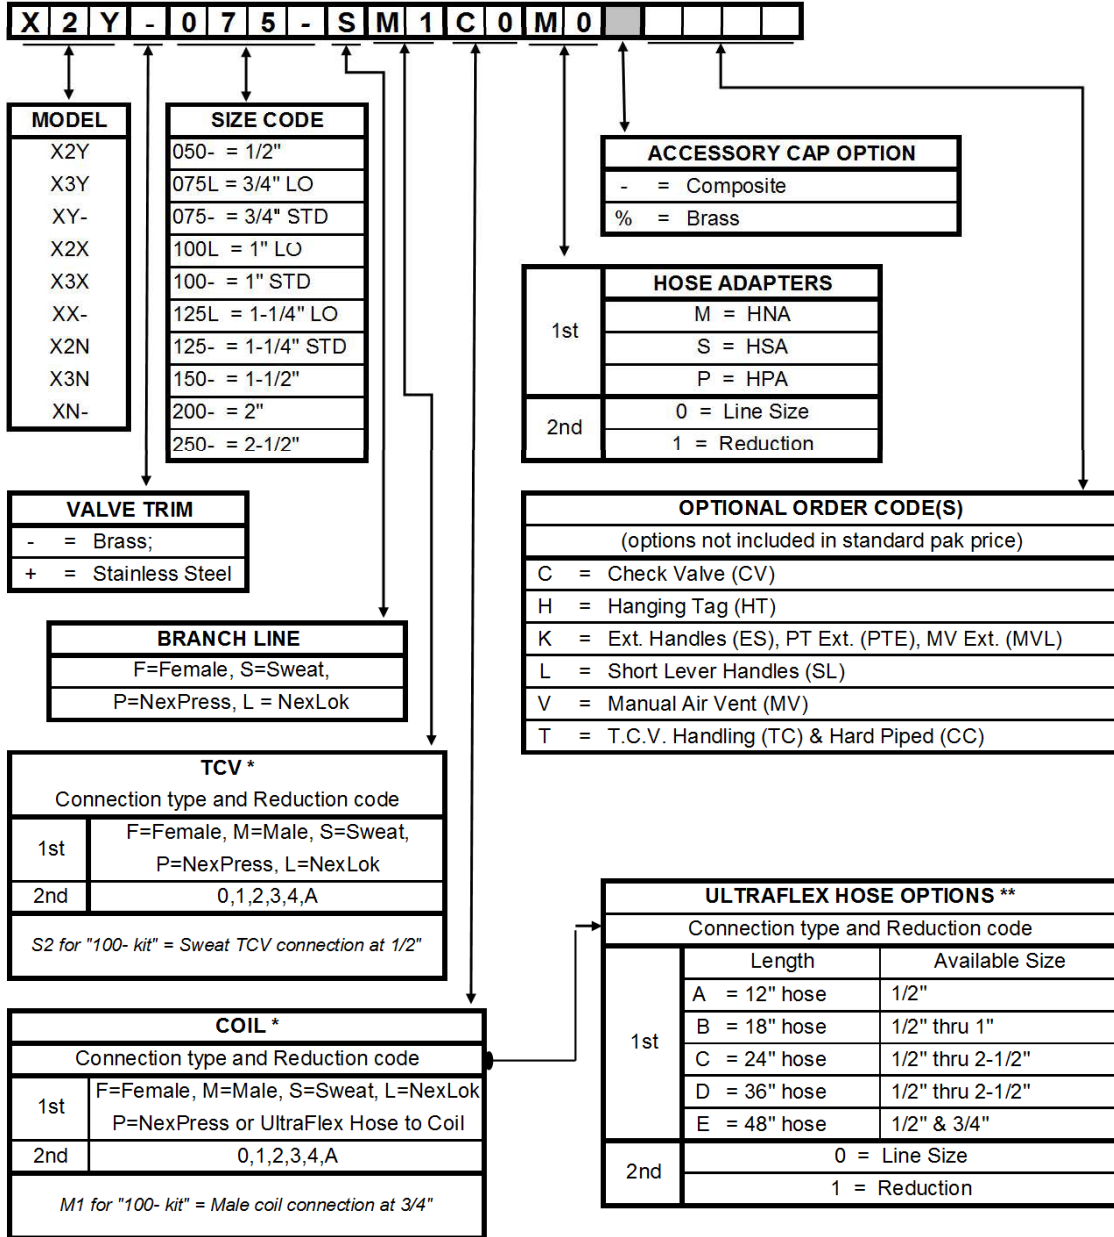 X 2 Y - 0 7 5 - S M 1 C 0 M 0
MODEL
X2Y
X3Y
XY-
X2X
X3X
XX-
X2N
X3N
XN-
SIZE CODE
050- = 1/2"
075L = 3/4" LO
075- = 3/4" STD
100L = 1" LO
100- = 1" STD
125L = 1-1/4" LO
125- = 1-1/4" STD
150- = 1-1/2"
200- = 2"
250- = 2-1/2"
ACCESSORY CAP OPTION
- = Composite
% = Brass
HOSE ADAPTERS
1st
M = HNA
S = HSA
P = HPA
2nd
0 = Line Size
1 = Reduction
VALVE TRIM
- = Brass;
+ = Stainless Steel
OPTIONAL ORDER CODE(S)
(options not included in standard pak price)
C = Check Valve (CV)
H = Hanging Tag (HT)
K = Ext. Handles (ES), PT Ext. (PTE), MV Ext. (MVL)
L = Short Lever Handles (SL)
V = Manual Air Vent (MV)
T = T.C.V. Handling (TC) & Hard Piped (CC)
BRANCH LINE
F=Female, S=Sweat,
P=NexPress, L = NexLok
TCV *
Connection type and Reduction code
1st
F=Female, M=Male, S=Sweat,
P=NexPress, L=NexLok
2nd
0,1,2,3,4,A
S2 for "100- kit" = Sweat TCV connection at 1/2"
COIL *
Connection type and Reduction code
1st
F=Female, M=Male, S=Sweat, L=NexLok
P=NexPress or UltraFlex Hose to Coil
2nd
0,1,2,3,4,A
M1 for "100- kit" = Male coil connection at 3/4"
ULTRAFLEX HOSE OPTIONS **
Connection type and Reduction code
1st
Length Available Size
A = 12" hose 1/2"
B = 18" hose 1/2" thru 1"
C = 24" hose 1/2" thru 2-1/2"
D = 36" hose 1/2" thru 2-1/2"
E = 48" hose 1/2" & 3/4"
2nd
0 = Line Size
1 = Reduction